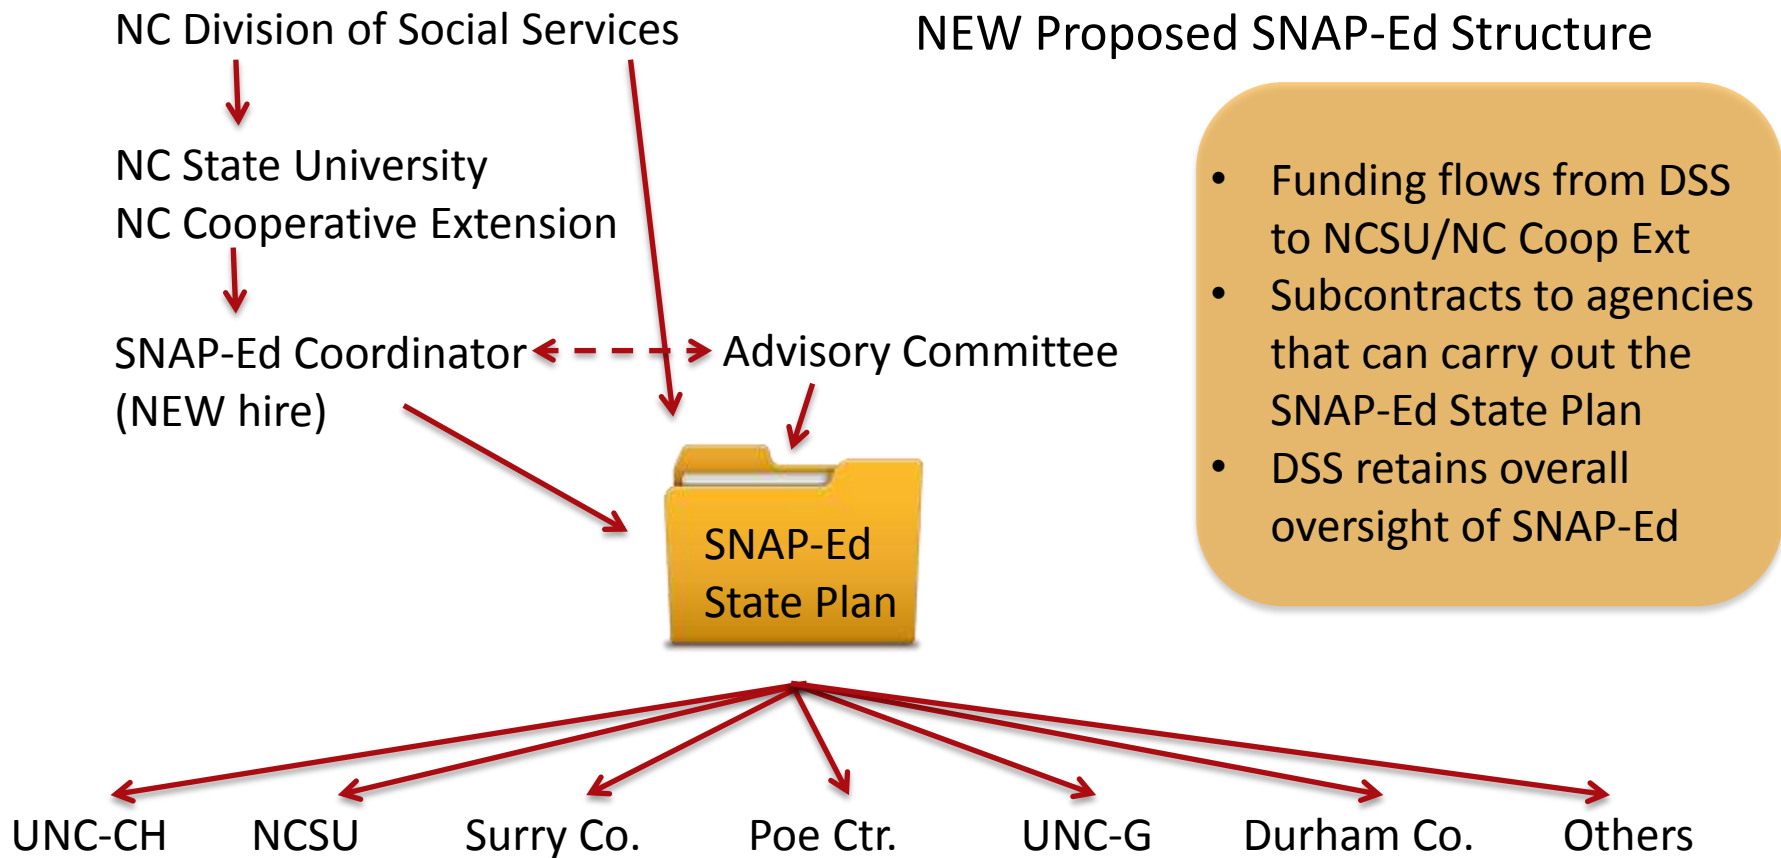 NC Division of Social Services
NEW Proposed SNAP-Ed Structure
NC State University
NC Cooperative Extension
SNAP-Ed Coordinator
(NEW hire)
Advisory Committee
• Funding flows from DSS
to NCSU/NC Coop Ext
• Subcontracts to agencies
that can carry out the
SNAP-Ed State Plan
• DSS retains overall
oversight of SNAP-Ed
SNAP-Ed
State Plan
UNC-CH
NCSU
Surry Co.
Poe Ctr.
UNC-G
Durham Co.
Others